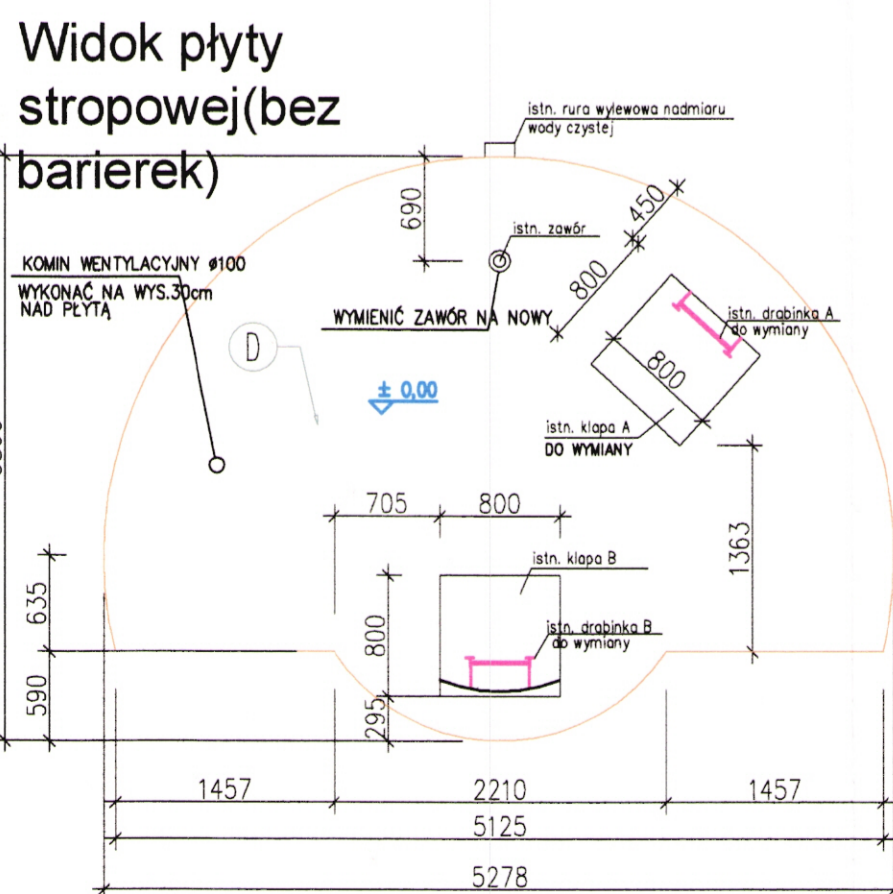 Widok płyty
stropowej(bez
barierek)
istn. rura wylewowa nadmiaru
wody czystej
690
istn. zawór
450
800
KOMIN WENTYLACYJNY ø100
WYKONAĆ NA WYS.30cm
NAD PŁYTĄ
WYMIENIĆ ZAWÓR NA NOWY
istn. drabinka A
do wymiany
D
± 0,00
800
istn. klapa A
DO WYMIANY
705
800
1363
istn. klapa B
635
800
istn. drabinka B
do wymiany
590
295
1457
2210
1457
5125
5278